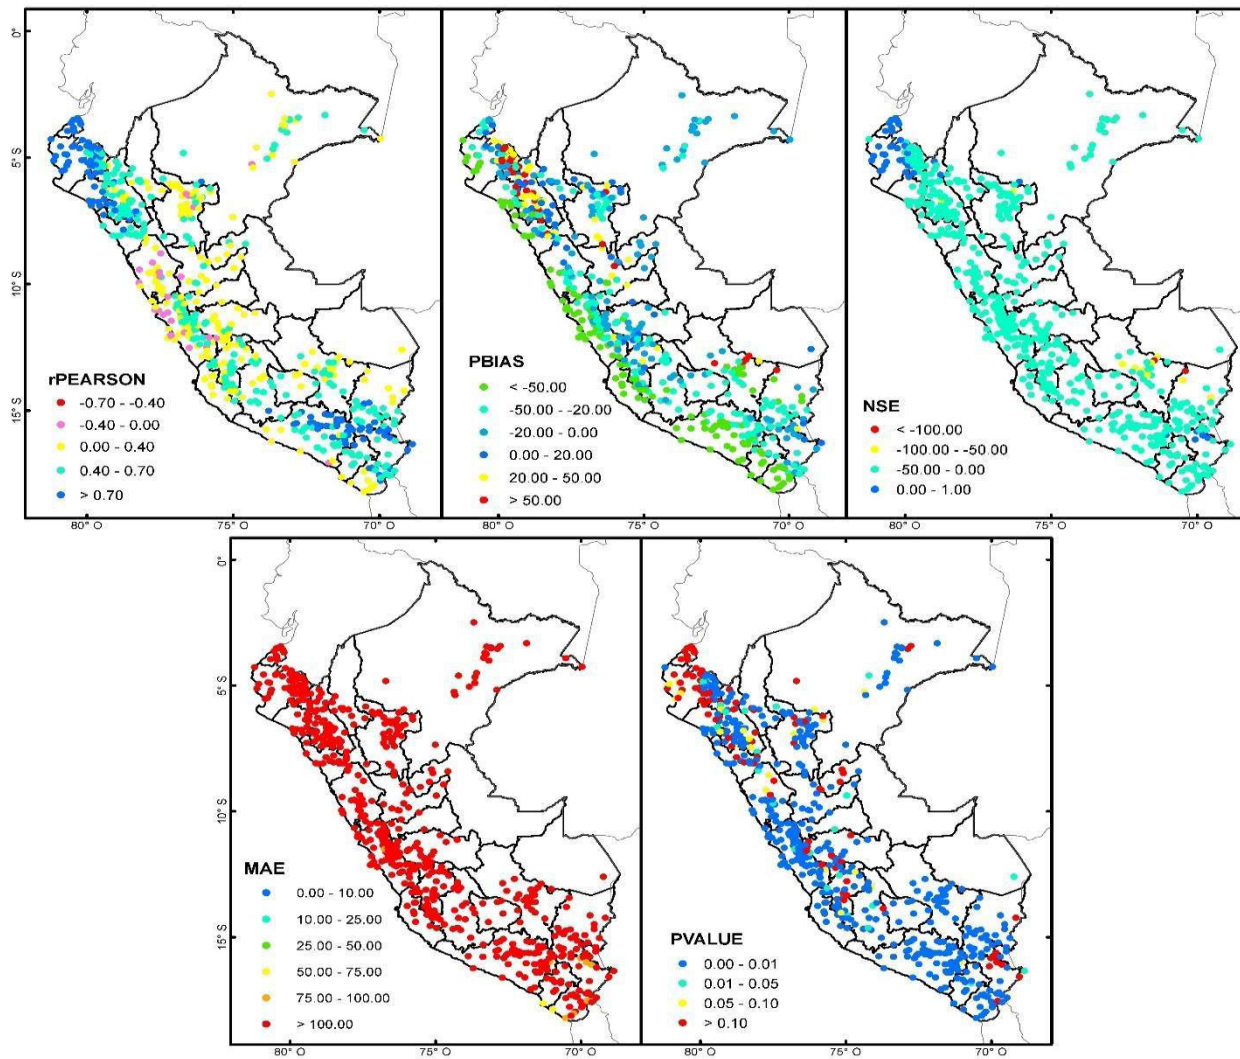 0°
5° S
10° S
15° S
rPEARSON
-0.70 - -0.40
-0.40 - -0.00
0.00 - 0.40
0.40 - 0.70
> 0.70
80° O
75° O
70° O
PBIAS
< -50.00
-50.00 - -20.00
-20.00 - 0.00
0.00 - 20.00
20.00 - 50.00
> 50.00
80° O
75° O
70° O
NSE
< -100.00
-100.00 - -50.00
-50.00 - 0.00
0.00 - 1.00
80° O
75° O
70° O
0°
5° S
10° S
15° S
MAE
0.00 - 10.00
10.00 - 25.00
25.00 - 50.00
50.00 - 75.00
75.00 - 100.00
> 100.00
80° O
75° O
70° O
PVALUE
0.00 - 0.01
0.01 - 0.05
0.05 - 0.10
> 0.10
80° O
75° O
70° O